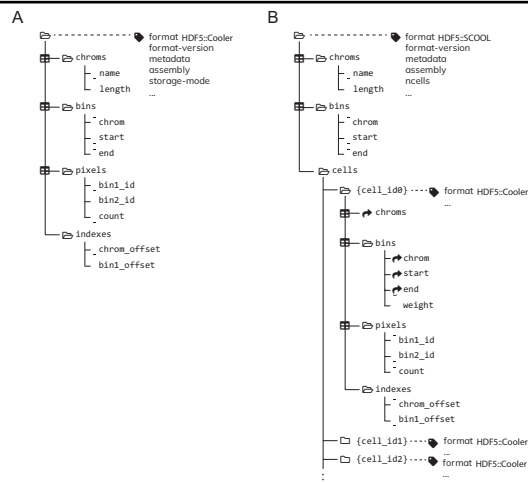 A
format HDF5::Cooler
format-version
metadata
assembly
storage-mode
...
chroms
name
length
bins
chrom
start
end
pixels
bin1_id
bin2_id
count
indexes
chrom_offset
bin1_offset
B
format HDF5::SCOOL
format-version
metadata
assembly
ncells
...
chroms
name
length
bins
chrom
start
end
cells
{cell_id0} format HDF5::Cooler
...
chroms
bins
chrom
start
end
weight
pixels
bin1_id
bin2_id
count
indexes
chrom_offset
bin1_offset
{cell_id1} format HDF5::Cooler
...
{cell_id2} format HDF5::Cooler
...